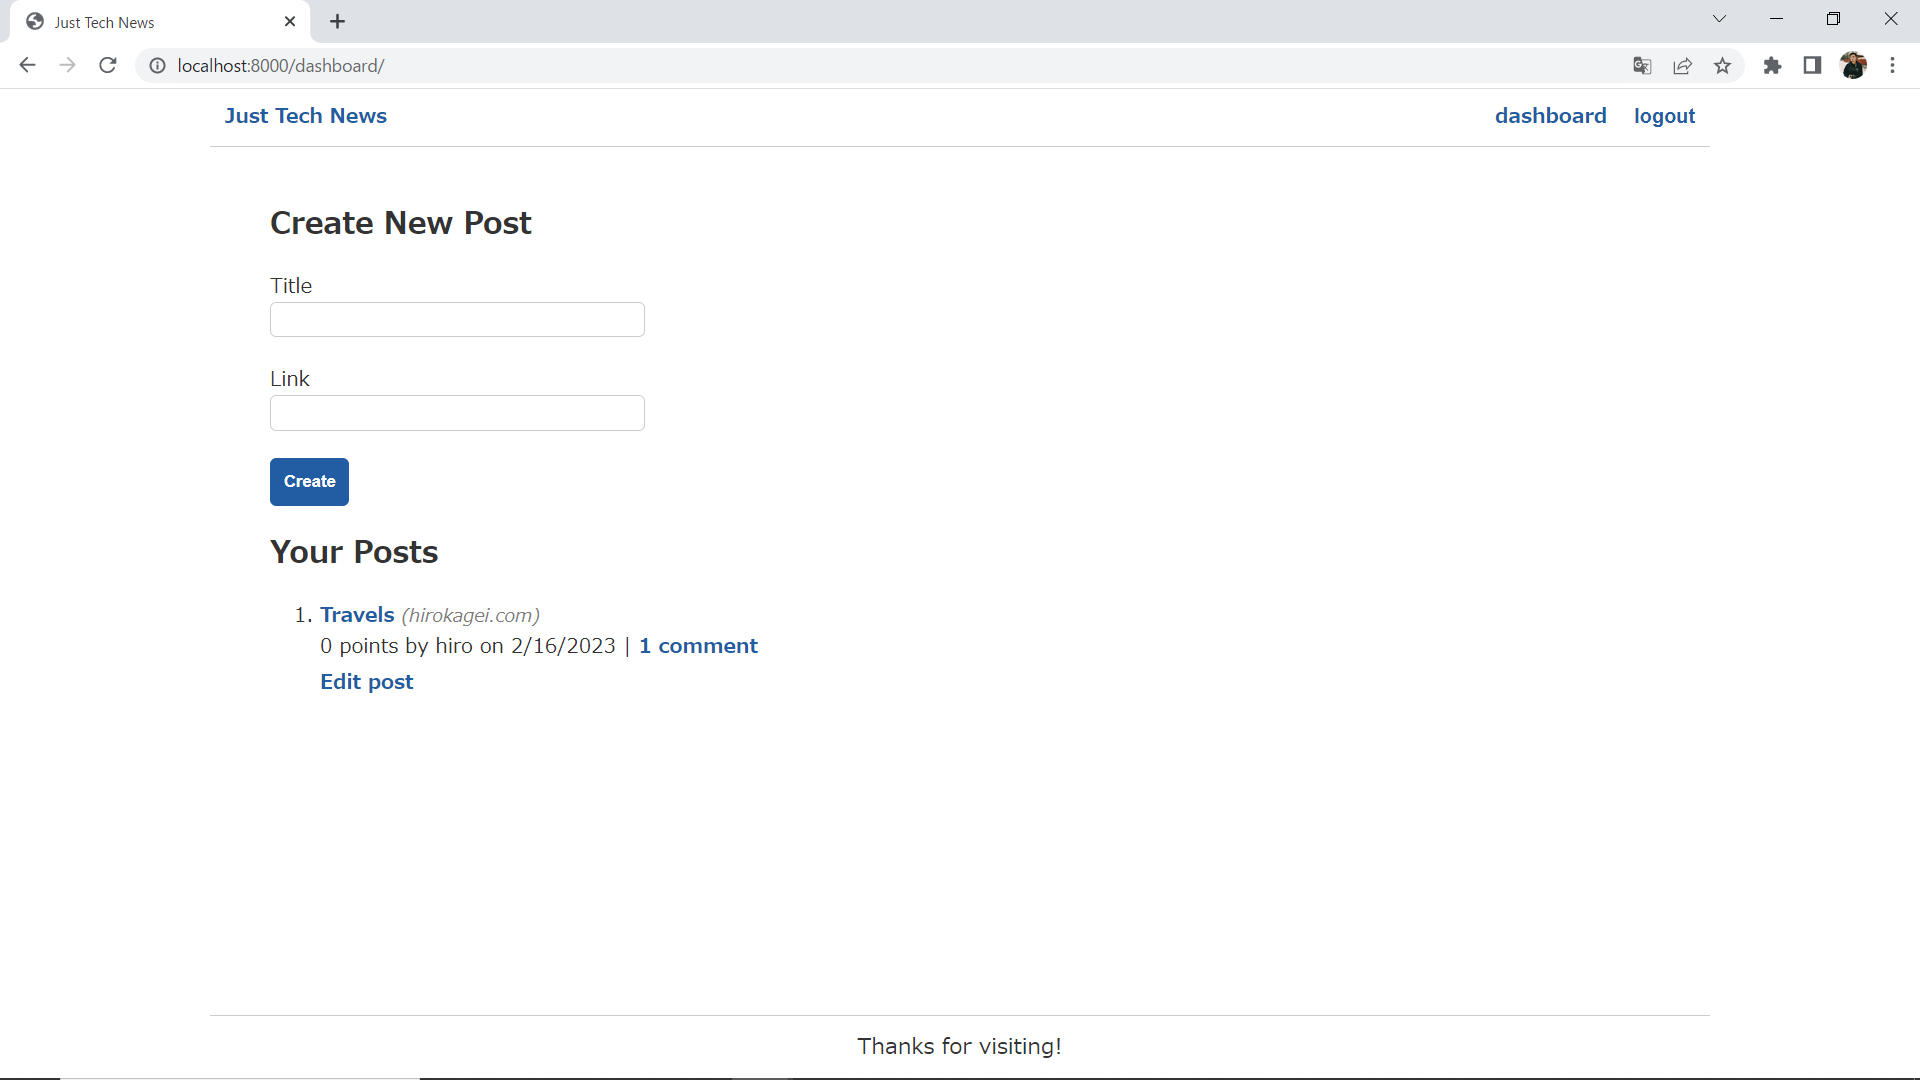 Just Tech News
localhost:8000/dashboard/
Just Tech News
dashboard
logout
Create New Post
Title
Link
Create
Your Posts
1. Travels (hirokagei.com)
0 points by hiro on 2/16/2023 | 1 comment
Edit post
Thanks for visiting!